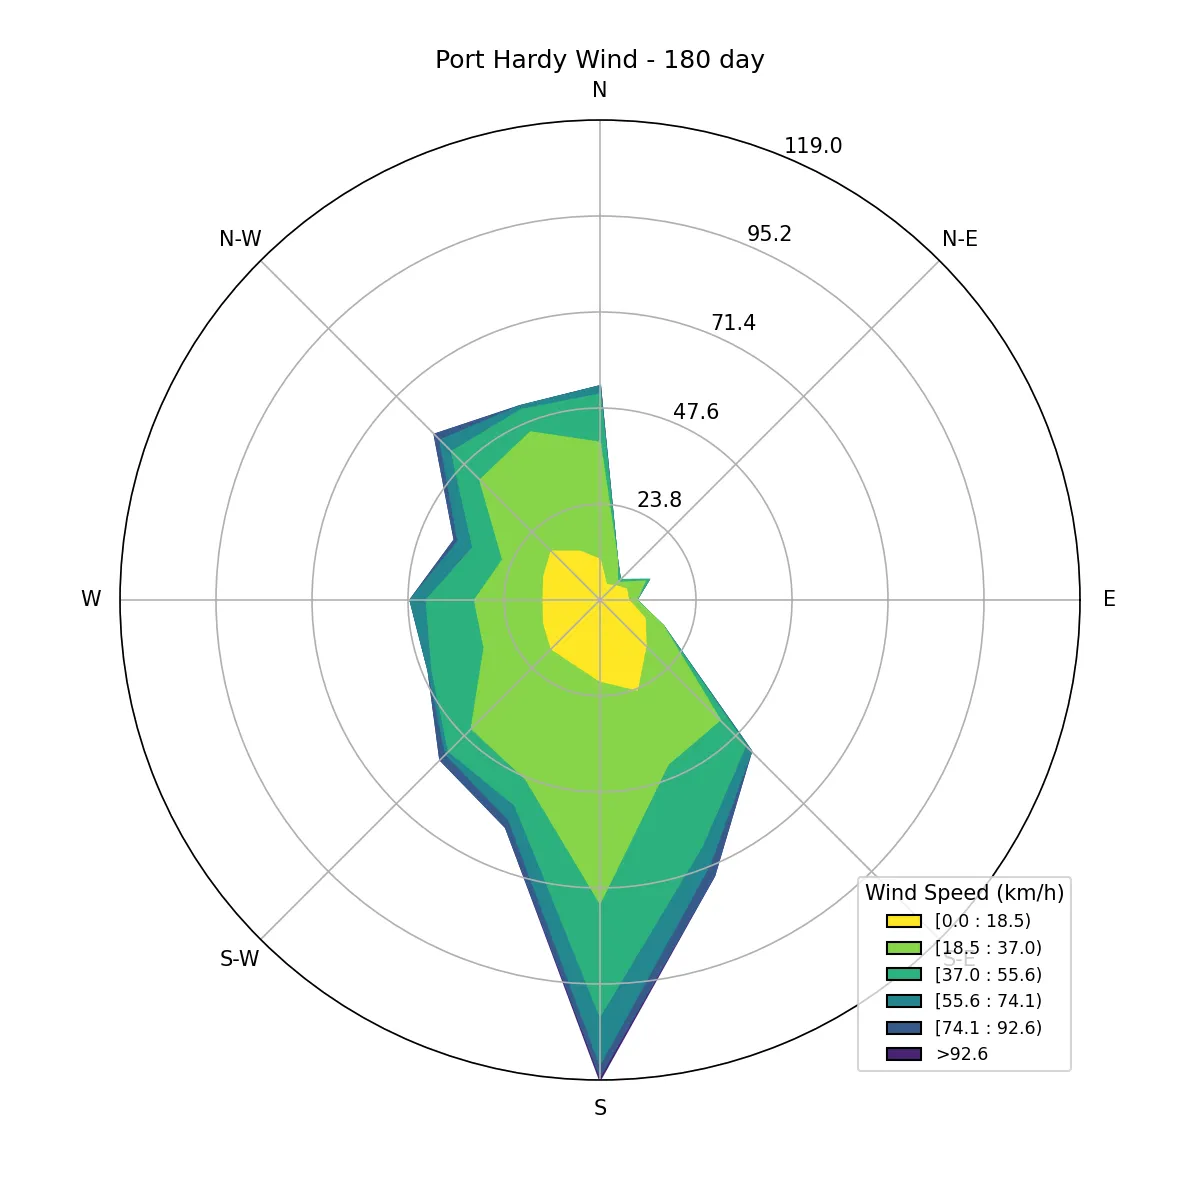 Port Hardy Wind - 180 day
N
119.0
95.2
N-W
N-E
71.4
47.6
23.8
W
E
S-W
S-E
S
Wind Speed (km/h)
[0.0 : 18.5)
[18.5 : 37.0)
[37.0 : 55.6)
[55.6 : 74.1)
[74.1 : 92.6)
>92.6